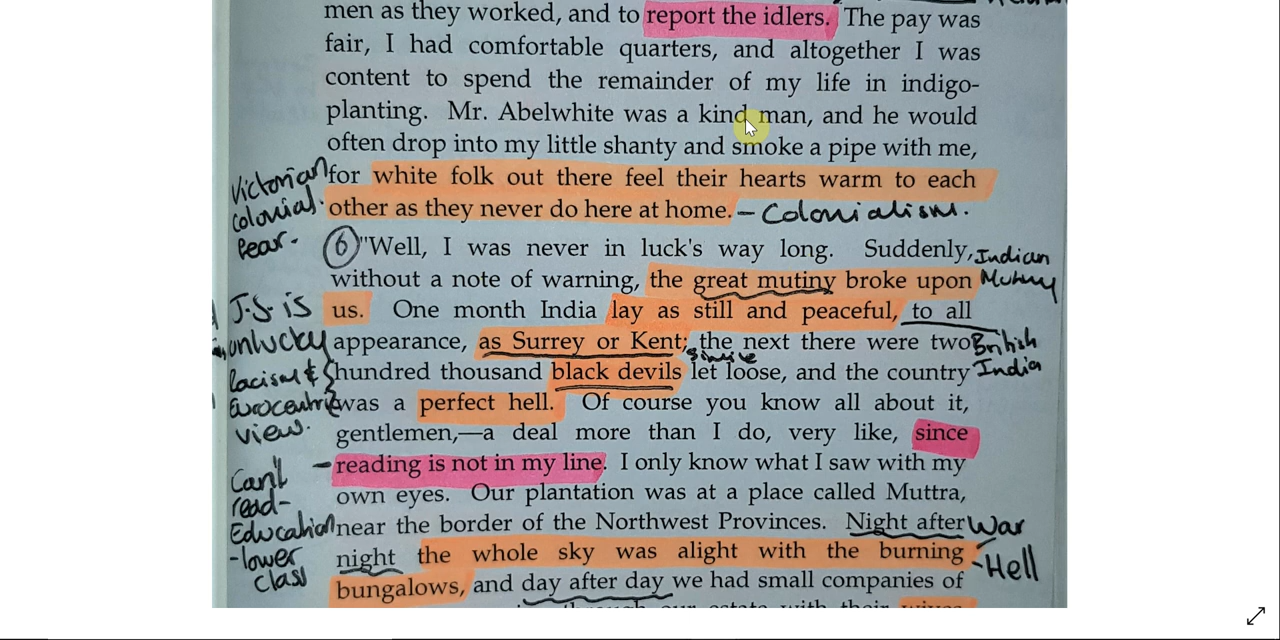 men as they worked, and to report the idlers. The pay was
fair, I had comfortable quarters, and altogether I was
content to spend the remainder of my life in indigo-
planting. Mr. Abelwhite was a kind man, and he would
often drop into my little shanty and smoke a pipe with me,
Victorian for white folk out there feel their hearts warm to each
colonial other as they never do here at home. - Colonialism.
fear-
6 "Well, I was never in luck's way long. Suddenly, Indian
without a note of warning, the great mutiny broke upon Mutiny
J.S is us. One month India lay as still and peaceful, to all
unlucky appearance, as Surrey or Kent; the next there were two British
simile
racism & hundred thousand black devils let loose, and the country India
Eurocentric was a perfect hell. Of course you know all about it,
view. gentlemen,—a deal more than I do, very like, since
Can't - reading is not in my line. I only know what I saw with my
read- own eyes. Our plantation was at a place called Muttra,
Education near the border of the Northwest Provinces. Night after War
-lower night the whole sky was alight with the burning - Hell
class bungalows, and day after day we had small companies of